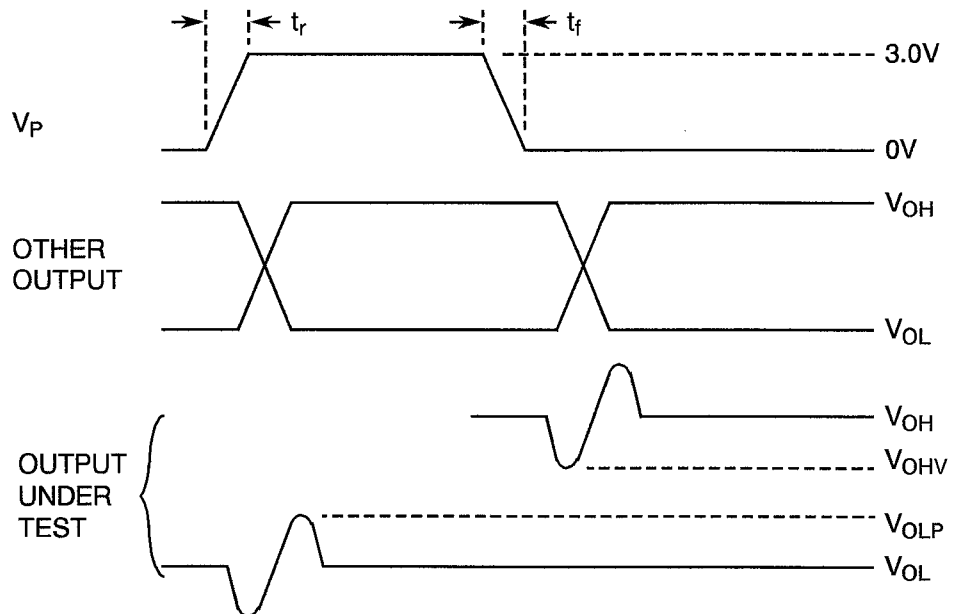 tr
tf
3.0V
VP
0V
VOH
OTHER
OUTPUT
VOL
VOH
OUTPUT
UNDER
TEST
VOHV
VOLP
VOL